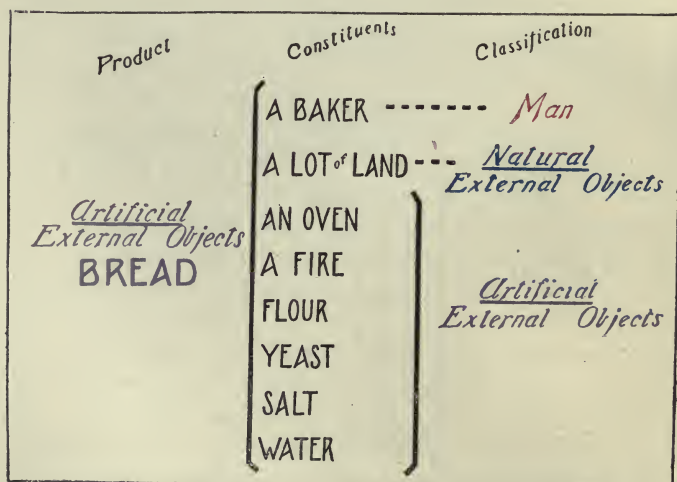 Product Constituents Classification
A BAKER ------- Man
A LOT of LAND --- Natural
External Objects
Artificial
External Objects
BREAD
AN OVEN
A FIRE
FLOUR
YEAST
SALT
WATER
Artificial
External Objects